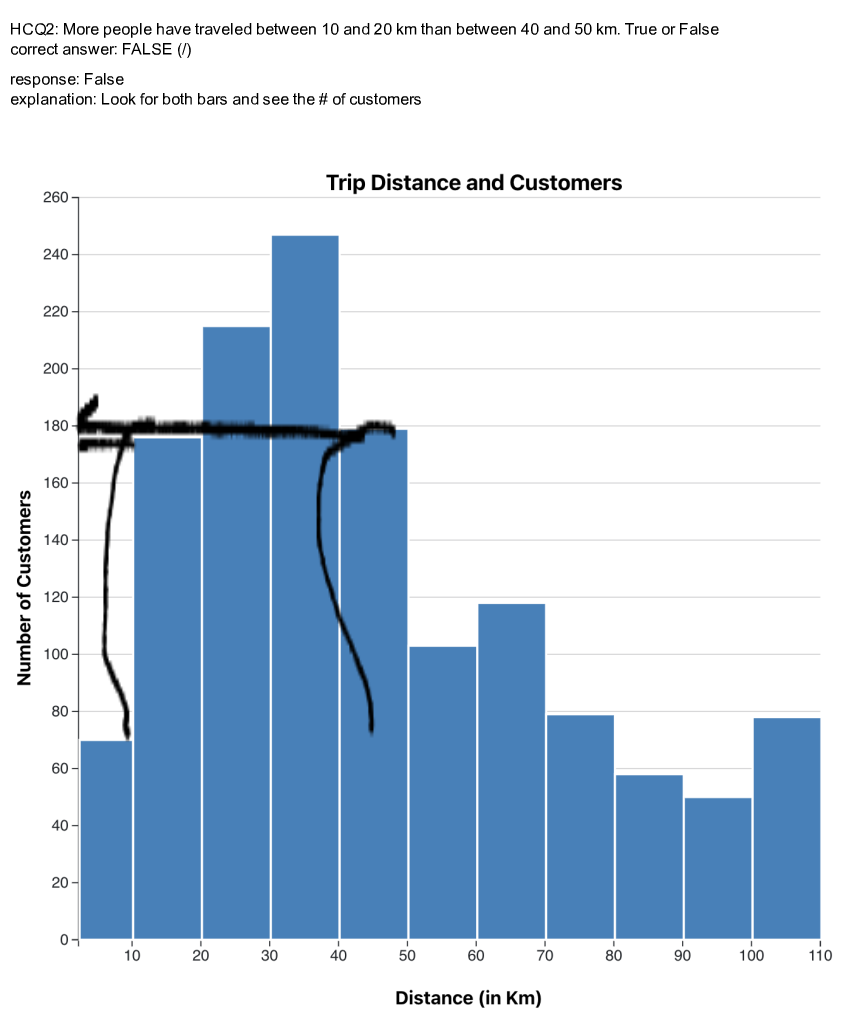 HCQ2: More people have traveled between 10 and 20 km than between 40 and 50 km. True or False
correct answer: FALSE (/)
response: False
explanation: Look for both bars and see the # of customers
Trip Distance and Customers
260
240
220
200
180
160
140
120
100
80
60
40
20
0
Number of Customers
10 20 30 40 50 60 70 80 90 100 110
Distance (in Km)